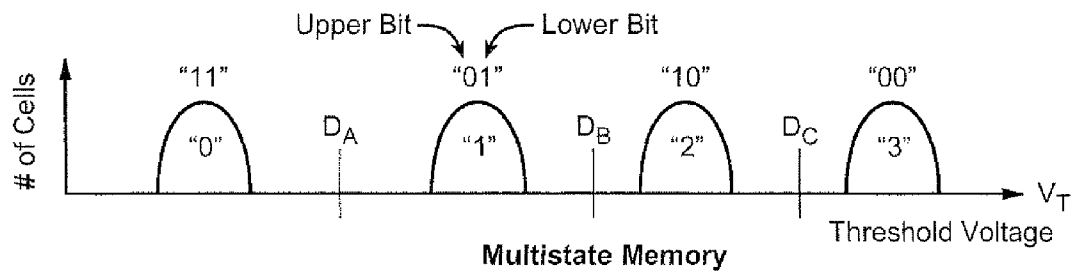 Upper Bit Lower Bit
"11" "01" "10" "00"
# of Cells
D_A D_B D_C
"0" "1" "2" "3"
V_T
Threshold Voltage
Multistate Memory